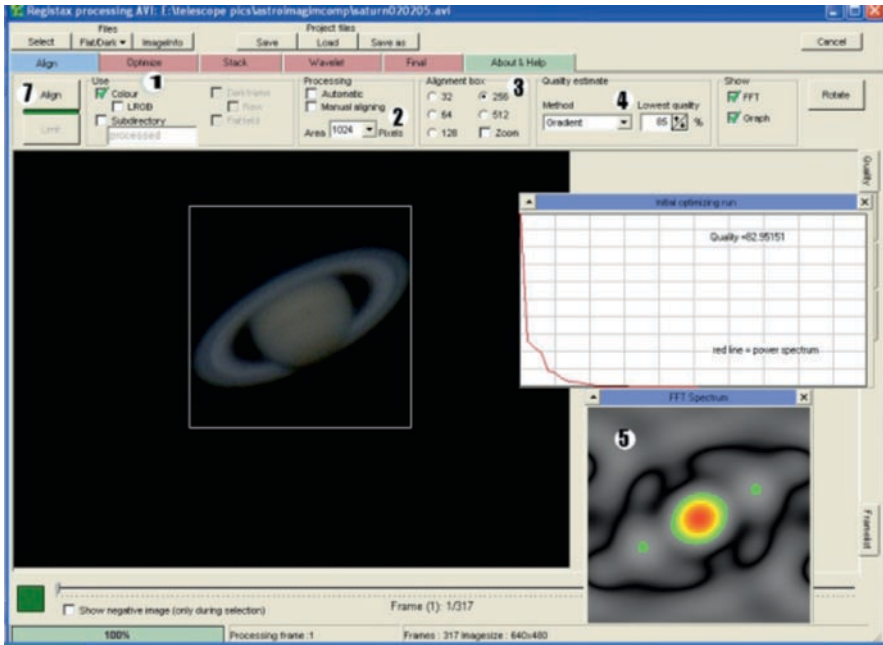 Registax processing AVI: E:\telescope pics\astroimagimcomp\saturn020205.avi
Files
Project files
Select Flat/Dark ImageInfo Save Load Save as Cancel
Align Optimize Stack Wavelet Final About & Help
7 Align
Limit
Use 1
Colour
LRGB
Subdirectory
processed
Darkframe
Raw
Flatfield
Processing
Automatic
Manual aligning 2
Area 1024 Pixels
Alignment box 3
32 256
64 512
128 Zoom
Quality estimate
Method 4 Lowest quality
Gradient 85 %
Show
FFT
Graph
Rotate
Quality
Initial optimizing run
Quality =82.95151
red line = power spectrum
FFT Spectrum
5
Framelist
Show negative image (only during selection)
Frame (1): 1/317
100% Processing frame :1 Frames : 317 imagesize : 640x480